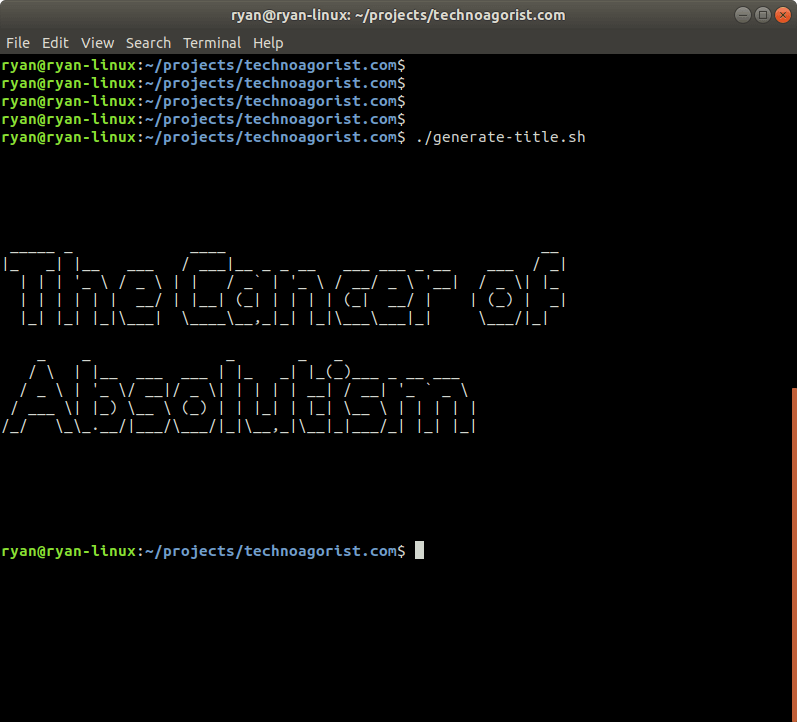 ryan@ryan-linux: ~/projects/technoagorist.com
File Edit View Search Terminal Help
ryan@ryan-linux:~/projects/technoagorist.com$
ryan@ryan-linux:~/projects/technoagorist.com$
ryan@ryan-linux:~/projects/technoagorist.com$
ryan@ryan-linux:~/projects/technoagorist.com$
ryan@ryan-linux:~/projects/technoagorist.com$ ./generate-title.sh
The Cancer of
Absolutism
ryan@ryan-linux:~/projects/technoagorist.com$